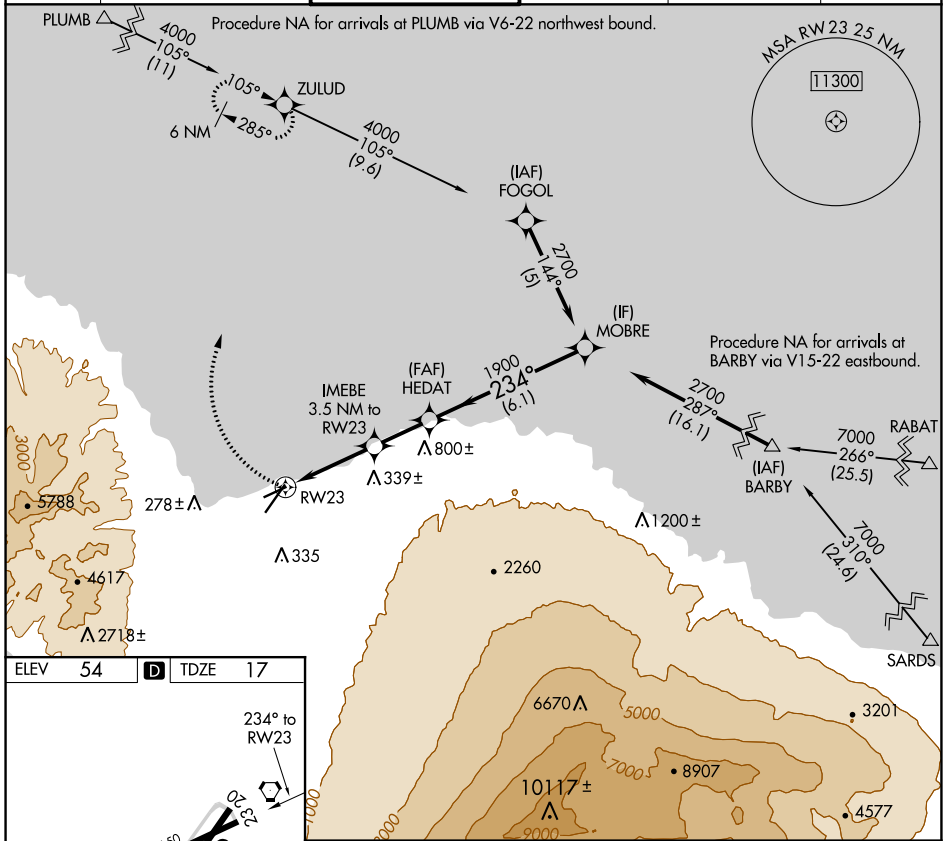 PLUMB
Procedure NA for arrivals at PLUMB via V6-22 northwest bound.
4000
105°
(11)
105°
ZULUD
6 NM
285°
4000
105°
(9.6)
MSA RW23 25 NM
11300
(IAF)
FOGOL
2700
144°
(5)
(IF)
MOBRE
Procedure NA for arrivals at
BARBY via V15-22 eastbound.
1900
234°
(6.1)
(FAF)
HEDAT
IMEBE
3.5 NM to
RW23
2700
287°
(16.1)
RABAT
7000
266°
(25.5)
(IAF)
BARBY
800±
339±
RW23
278±
335
1200±
7000
310°
(24.6)
SARDS
3000
5788
4617
2718±
2260
ELEV 54
D
TDZE 17
234° to
RW23
23
20
50
6670
5000
7000
8907
3201
10117±
9000
4577
1000